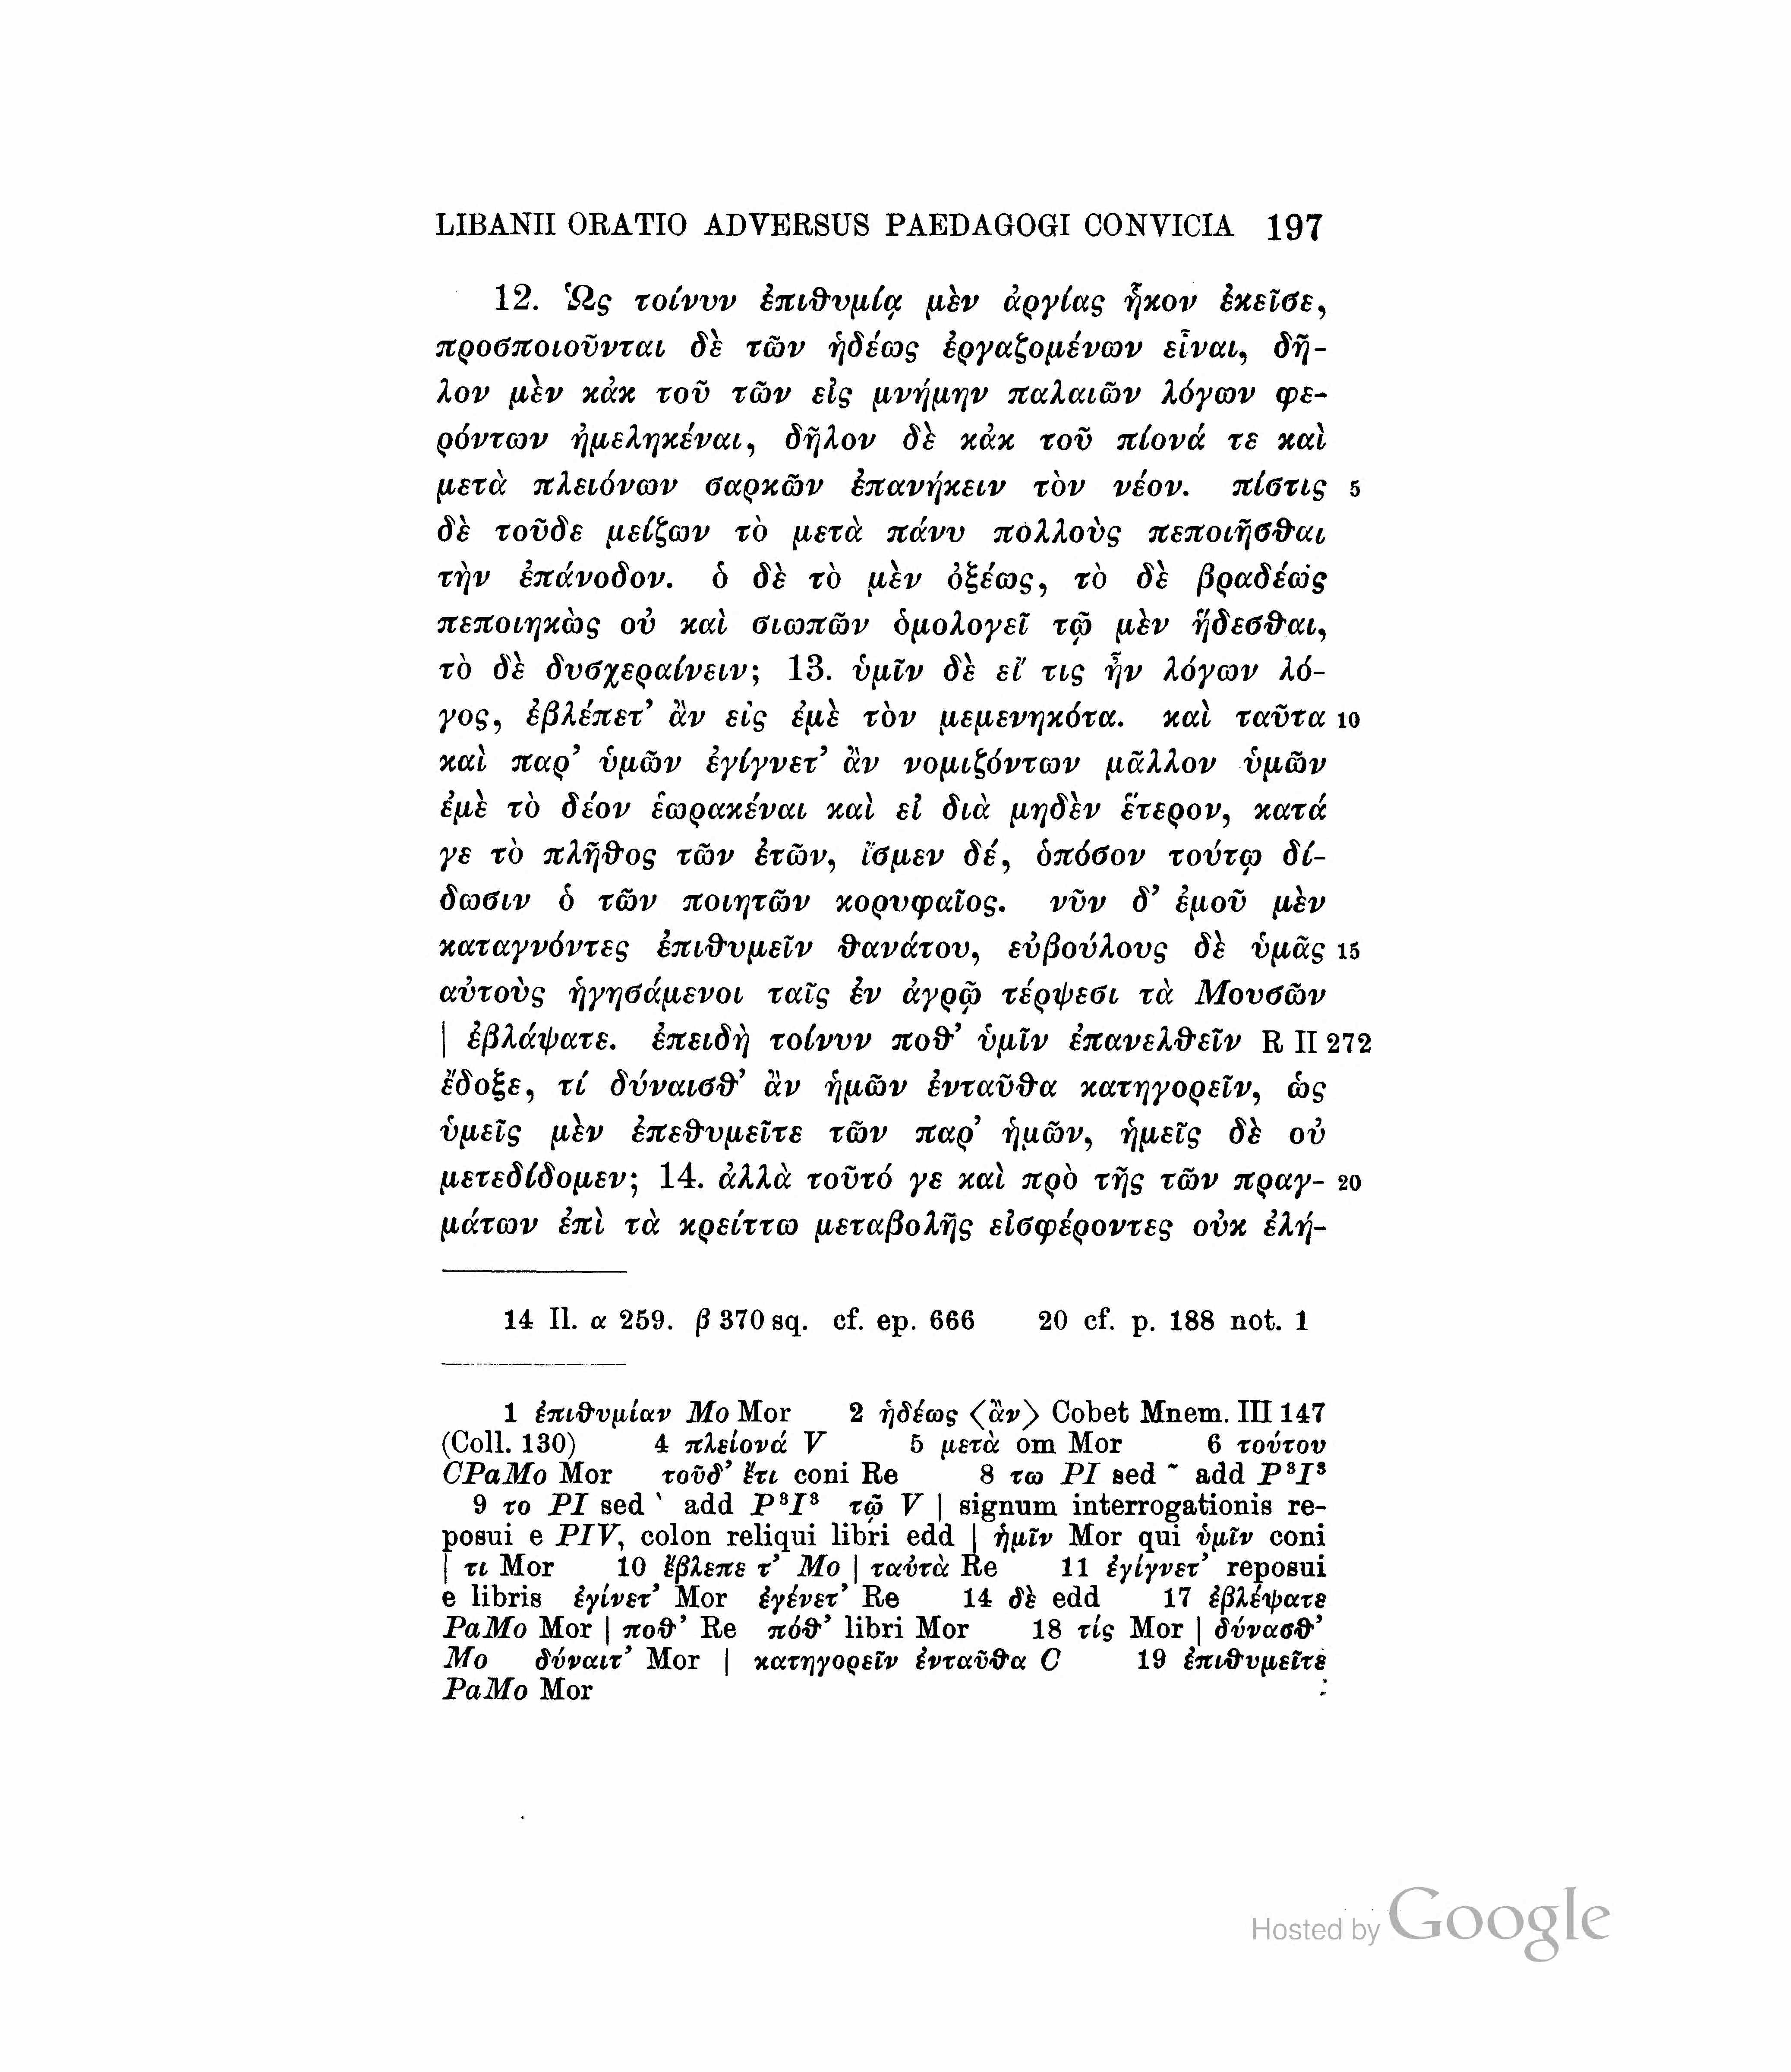 LIBANII ORATIO ADVERSUS PAEDAGOGI CONVICIA 197
12. Ὡς τοίνυν ἐπιθυμίᾳ μὲν ἀργίας ἧκον ἐκεῖσε,
προσποιοῦνται δὲ τῶν ἡδέως ἐργαζομένων εἶναι, δῆ-
λον μὲν κἀκ τοῦ τῶν εἰς μνήμην παλαιῶν λόγων φε-
ρόντων ἠμεληκέναι, δῆλον δὲ κἀκ τοῦ πίονά τε καὶ
μετὰ πλειόνων σαρκῶν ἐπανήκειν τὸν νέον. πίστις 5
δὲ τοῦδε μείζων τὸ μετὰ πάνυ πολλοὺς πεποιῆσθαι
τὴν ἐπάνοδον. ὁ δὲ τὸ μὲν ὀξέως, τὸ δὲ βραδέως
πεποιηκὼς οὐ καὶ σιωπῶν ὁμολογεῖ τῷ μὲν ἥδεσθαι,
τὸ δὲ δυσχεραίνειν; 13. ὑμῖν δὲ εἴ τις ἦν λόγων λό-
γος, ἐβλέπετ’ ἂν εἰς ἐμὲ τὸν μεμενηκότα. καὶ ταῦτα 10
καὶ παρ’ ὑμῶν ἐγίγνετ’ ἂν νομιζόντων μᾶλλον ὑμῶν
ἐμὲ τὸ δέον ἑωρακέναι καὶ εἰ διὰ μηδὲν ἕτερον, κατά
γε τὸ πλῆθος τῶν ἐτῶν, ἴσμεν δέ, ὁπόσον τούτῳ δί-
δωσιν ὁ τῶν ποιητῶν κορυφαῖος. νῦν δ’ ἐμοῦ μὲν
καταγνόντες ἐπιθυμεῖν θανάτου, εὐβούλους δὲ ὑμᾶς 15
αὐτοὺς ἡγησάμενοι ταῖς ἐν ἀγρῷ τέρψεσι τὰ Μουσῶν
| ἐβλάψατε. ἐπειδὴ τοίνυν ποθ’ ὑμῖν ἐπανελθεῖν R II 272
ἔδοξε, τί δύναισθ’ ἂν ἡμῶν ἐνταῦθα κατηγορεῖν, ὡς
ὑμεῖς μὲν ἐπεθυμεῖτε τῶν παρ’ ἡμῶν, ἡμεῖς δὲ οὐ
μετεδίδομεν; 14. ἀλλὰ τοῦτό γε καὶ πρὸ τῆς τῶν πραγ- 20
μάτων ἐπὶ τὰ κρείττω μεταβολῆς εἰσφέροντες οὐκ ἐλή-
14 Il. α 259. β 370 sq. cf. ep. 666 20 cf. p. 188 not. 1
1 ἐπιθυμίαν Mo Mor 2 ἡδέως ⟨ἂν⟩ Cobet Mnem. III 147
(Coll. 130) 4 πλείονά V 5 μετὰ om Mor 6 τούτου
CPaMo Mor τοῦδ’ ἔτι coni Re 8 τω PI sed ῀ add P³I³
9 το PI sed ` add P³I³ τῷ V | signum interrogationis re-
posui e PIV, colon reliqui libri edd | ἡμῖν Mor qui ὑμῖν coni
| τι Mor 10 ἔβλεπε τ’ Mo | ταὐτὰ Re 11 ἐγίγνετ’ reposui
e libris ἐγίνετ’ Mor ἐγένετ’ Re 14 δὲ edd 17 ἐβλέψατε
PaMo Mor | ποθ’ Re πόθ’ libri Mor 18 τίς Mor | δύνασθ’
Mo δύναιτ’ Mor | κατηγορεῖν ἐνταῦθα C 19 ἐπιθυμεῖτε
PaMo Mor
Hosted by Google